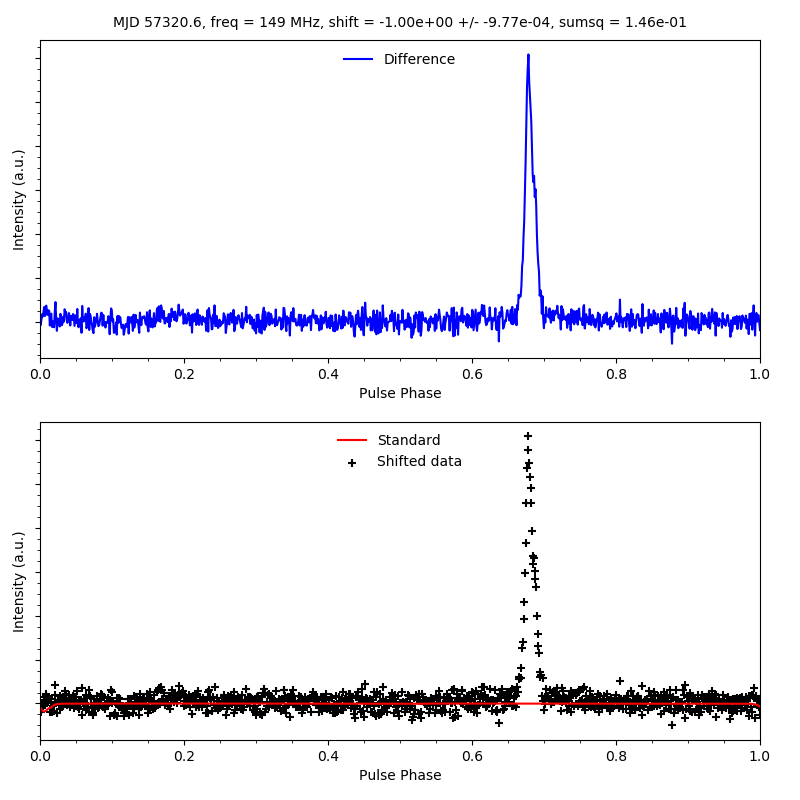 MJD 57320.6, freq = 149 MHz, shift = -1.00e+00 +/- -9.77e-04, sumsq = 1.46e-01
Difference
Intensity (a.u.)
0.0 0.2 0.4 0.6 0.8 1.0
Pulse Phase
Standard
Shifted data
Intensity (a.u.)
0.0 0.2 0.4 0.6 0.8 1.0
Pulse Phase